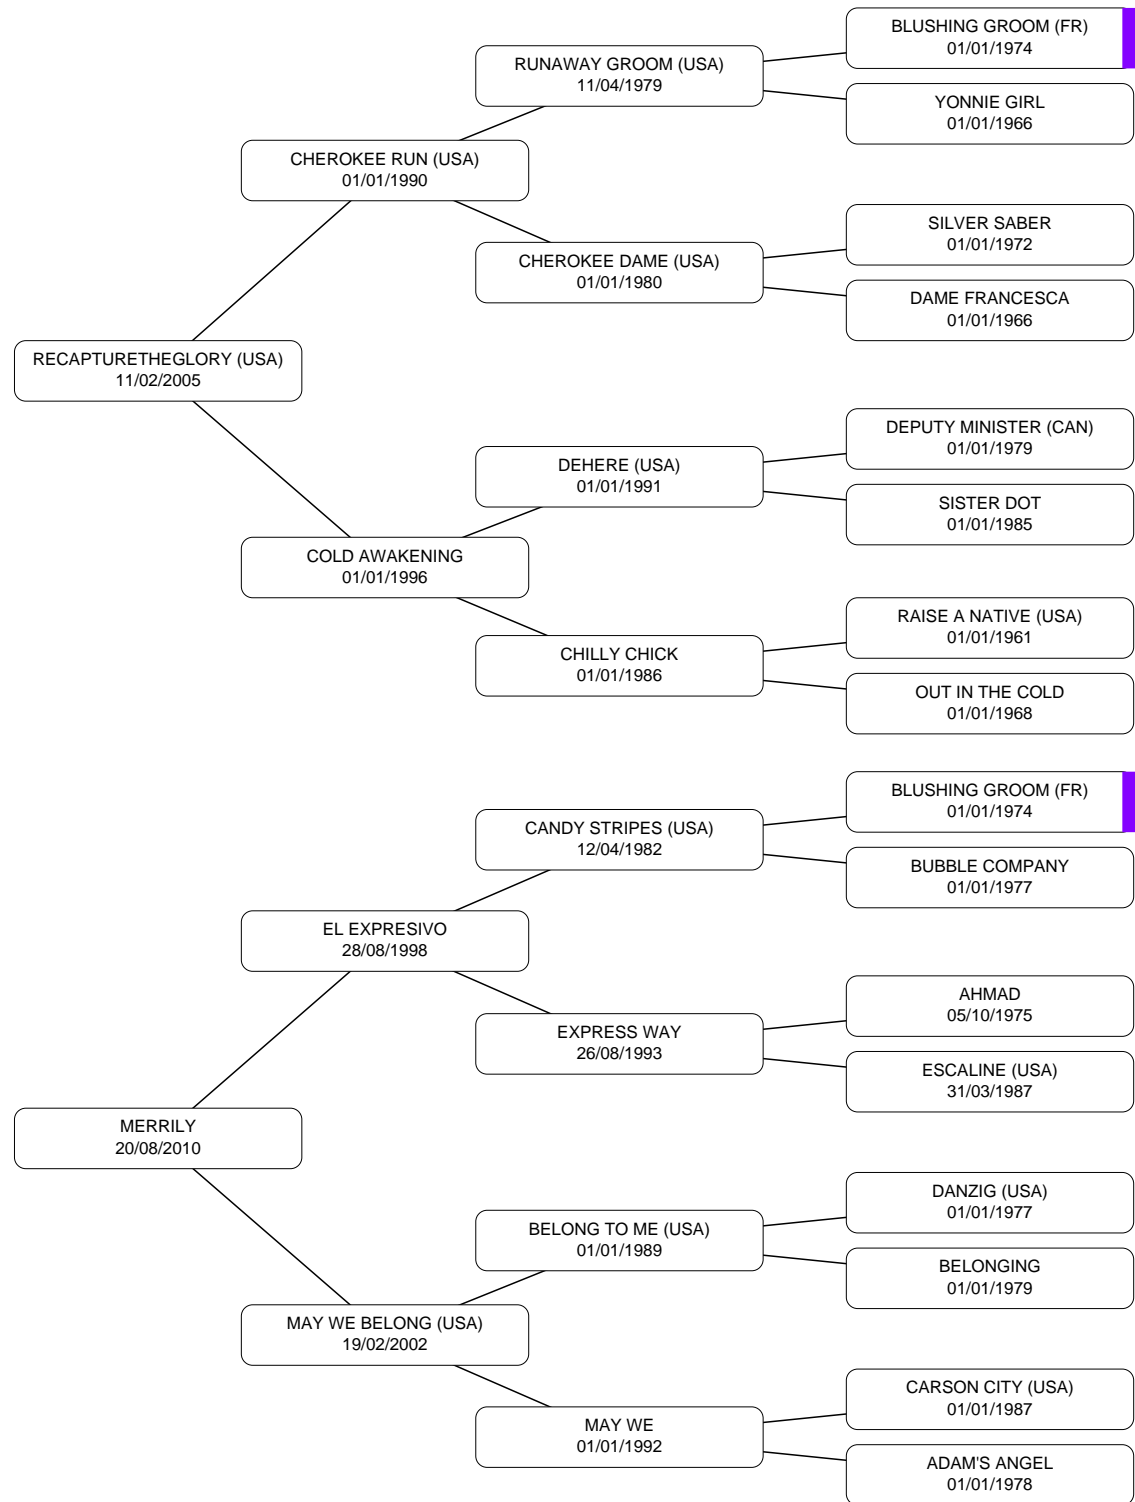 BLUSHING GROOM (FR)
01/01/1974
RUNAWAY GROOM (USA)
11/04/1979
YONNIE GIRL
01/01/1966
CHEROKEE RUN (USA)
01/01/1990
SILVER SABER
01/01/1972
CHEROKEE DAME (USA)
01/01/1980
DAME FRANCESCA
01/01/1966
RECAPTURETHEGLORY (USA)
11/02/2005
DEPUTY MINISTER (CAN)
01/01/1979
DEHERE (USA)
01/01/1991
SISTER DOT
01/01/1985
COLD AWAKENING
01/01/1996
RAISE A NATIVE (USA)
01/01/1961
CHILLY CHICK
01/01/1986
OUT IN THE COLD
01/01/1968
BLUSHING GROOM (FR)
01/01/1974
CANDY STRIPES (USA)
12/04/1982
BUBBLE COMPANY
01/01/1977
EL EXPRESIVO
28/08/1998
AHMAD
05/10/1975
EXPRESS WAY
26/08/1993
ESCALINE (USA)
31/03/1987
MERRILY
20/08/2010
DANZIG (USA)
01/01/1977
BELONG TO ME (USA)
01/01/1989
BELONGING
01/01/1979
MAY WE BELONG (USA)
19/02/2002
CARSON CITY (USA)
01/01/1987
MAY WE
01/01/1992
ADAM'S ANGEL
01/01/1978